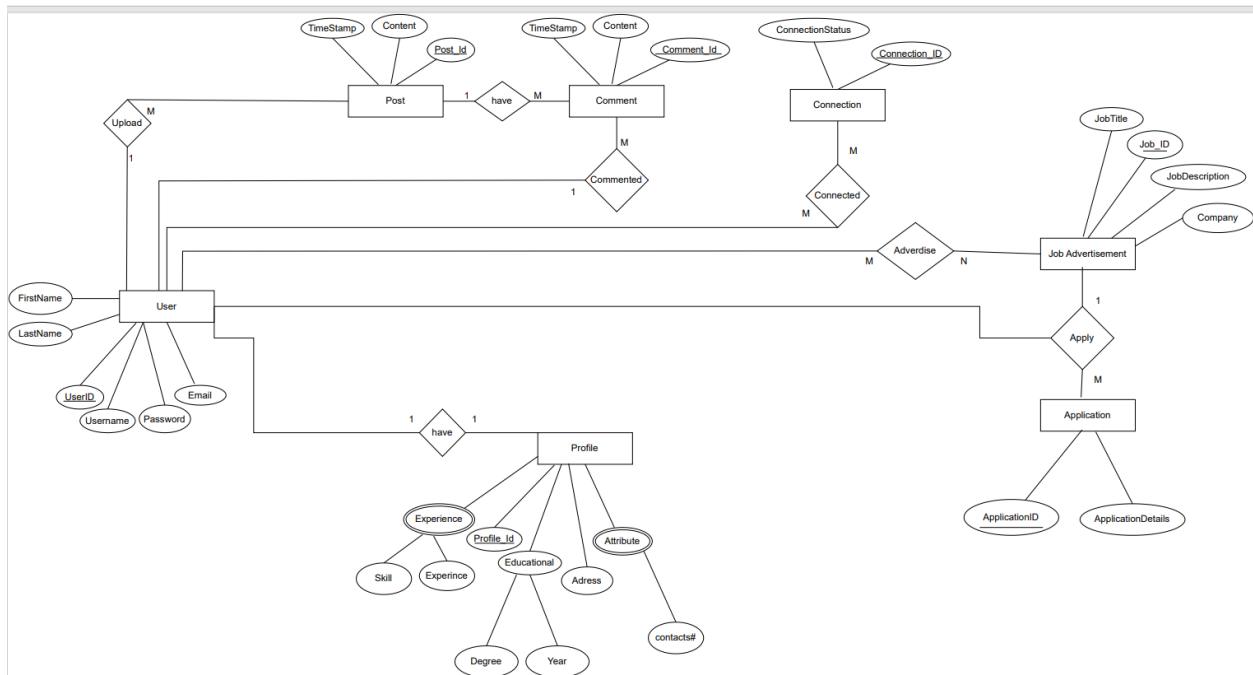 TimeStamp
Content
Post_Id
TimeStamp
Content
Comment_Id
ConnectionStatus
Connection_ID
Post
1
have
M
Comment
Connection
M
Upload
1
M
Commented
1
M
Connected
M
JobTitle
Job_ID
JobDescription
Company
M
Adverdise
N
Job Advertisement
FirstName
User
LastName
1
Apply
M
UserID
Username
Password
Email
Application
1
have
1
Profile
Experience
Profile_Id
Attribute
Educational
Skill
Experince
Adress
ApplicationID
ApplicationDetails
contacts#
Degree
Year